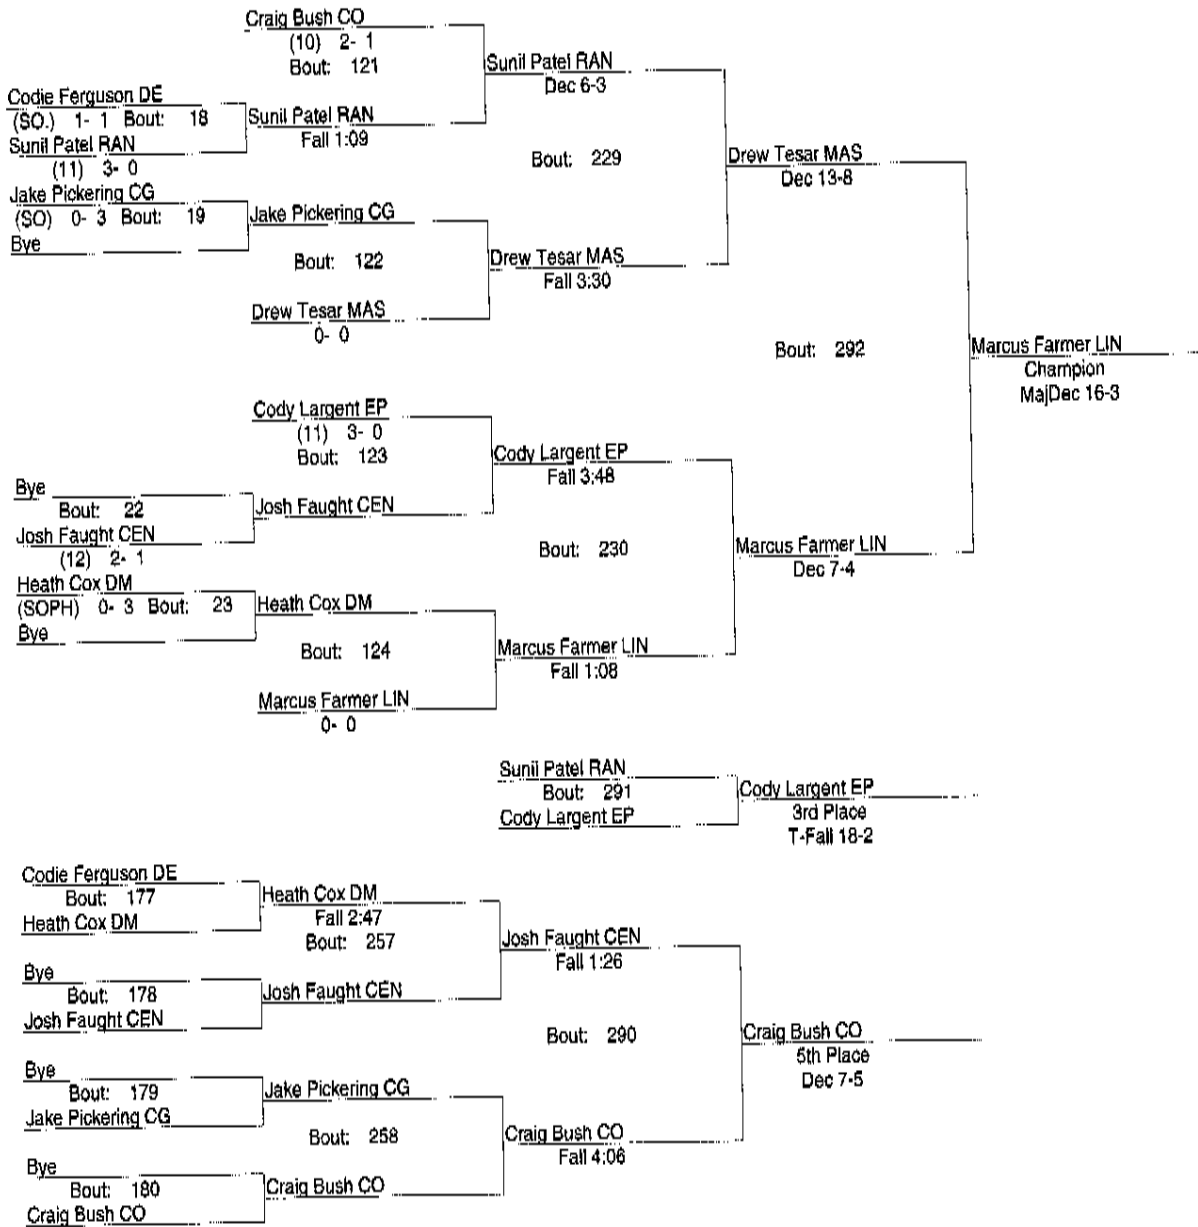 Craig Bush CO
(10) 2- 1
Bout: 121
Sunil Patel RAN
Dec 6-3
Codie Ferguson DE
(SO.) 1- 1 Bout: 18
Sunil Patel RAN
Fall 1:09
Sunil Patel RAN
(11) 3- 0
Bout: 229
Drew Tesar MAS
Dec 13-8
Jake Pickering CG
(SO) 0- 3 Bout: 19
Jake Pickering CG
Bye
Bout: 122
Drew Tesar MAS
Fall 3:30
Drew Tesar MAS
0- 0
Bout: 292
Marcus Farmer LIN
Champion
MajDec 16-3
Cody Largent EP
(11) 3- 0
Bout: 123
Cody Largent EP
Fall 3:48
Bye
Bout: 22
Josh Faught CEN
Josh Faught CEN
(12) 2- 1
Bout: 230
Marcus Farmer LIN
Dec 7-4
Heath Cox DM
(SOPH) 0- 3 Bout: 23
Heath Cox DM
Bye
Bout: 124
Marcus Farmer LIN
Fall 1:08
Marcus Farmer LIN
0- 0
Sunil Patel RAN
Bout: 291
Cody Largent EP
Cody Largent EP
3rd Place
T-Fall 18-2
Codie Ferguson DE
Bout: 177
Heath Cox DM
Heath Cox DM
Fall 2:47
Bout: 257
Josh Faught CEN
Fall 1:26
Bye
Bout: 178
Josh Faught CEN
Josh Faught CEN
Bout: 290
Craig Bush CO
5th Place
Dec 7-5
Bye
Bout: 179
Jake Pickering CG
Jake Pickering CG
Bout: 258
Craig Bush CO
Fall 4:06
Bye
Bout: 180
Craig Bush CO
Craig Bush CO